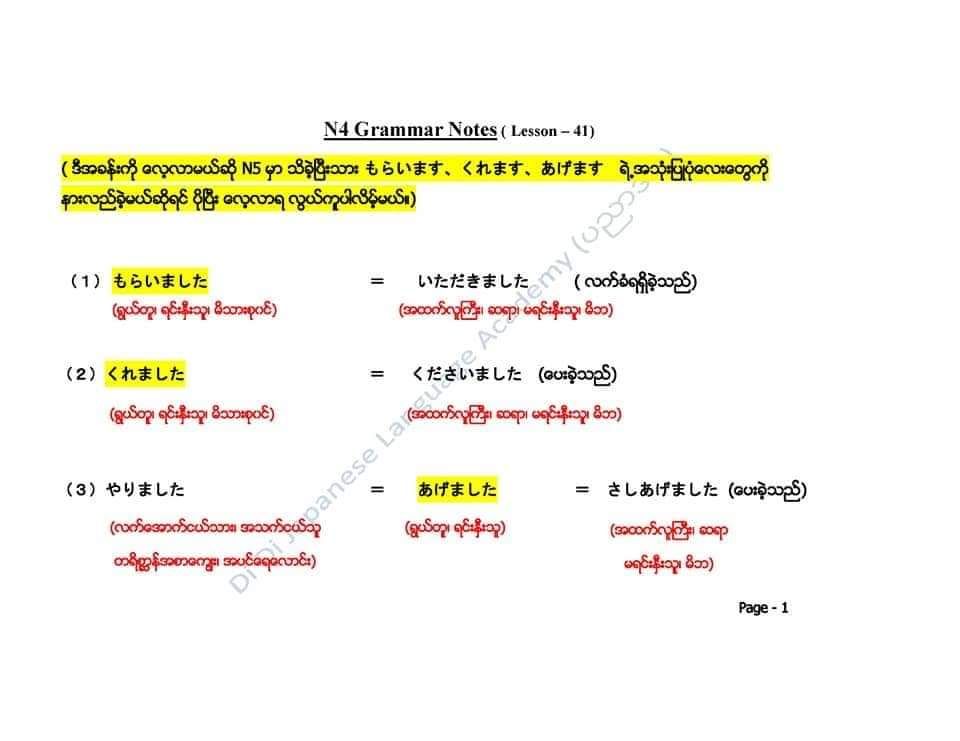 N4 Grammar Notes ( Lesson – 41)
( ဒီအခန်းကို လေ့လာမယ်ဆို N5 မှာ သိခဲ့ပြီးသား もらいます、くれます、あげます ရဲ့အသုံးပြုပုံလေးတွေကို
နားလည်ခဲ့မယ်ဆိုရင် ပိုပြီး လေ့လာရ လွယ်ကူပါလိမ့်မယ်။)
(1) もらいました = いただきました ( လက်ခံရရှိခဲ့သည်)
(ရွယ်တူ၊ ရင်းနှီးသူ၊ မိသားစုဝင်) (အထက်လူကြီး၊ ဆရာ၊ မရင်းနှီးသူ၊ မိဘ)
(2) くれました = くださいました (ပေးခဲ့သည်)
(ရွယ်တူ၊ ရင်းနှီးသူ၊ မိသားစုဝင်) (အထက်လူကြီး၊ ဆရာ၊ မရင်းနှီးသူ၊ မိဘ)
(3) やりました = あげました = さしあげました (ပေးခဲ့သည်)
(လက်အောက်ငယ်သား၊ အသက်ငယ်သူ (ရွယ်တူ၊ ရင်းနှီးသူ) (အထက်လူကြီး၊ ဆရာ
တရိစ္ဆာန်အစာကျွေး၊ အပင်ရေလောင်း) မရင်းနှီးသူ၊ မိဘ)
Page - 1
Di Di Japanese Language Academy